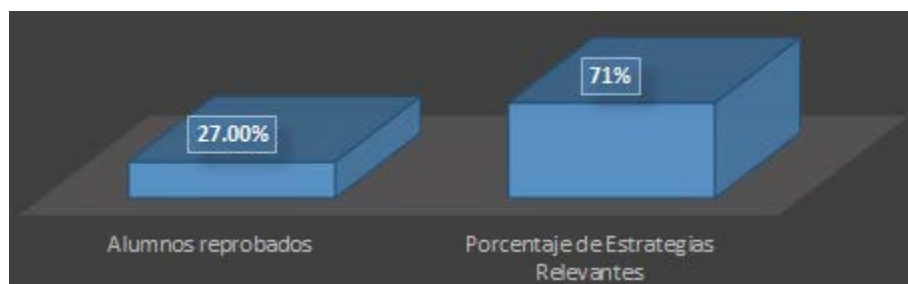 71%
27.00%
Alumnos reprobados
Porcentaje de Estrategias
Relevantes